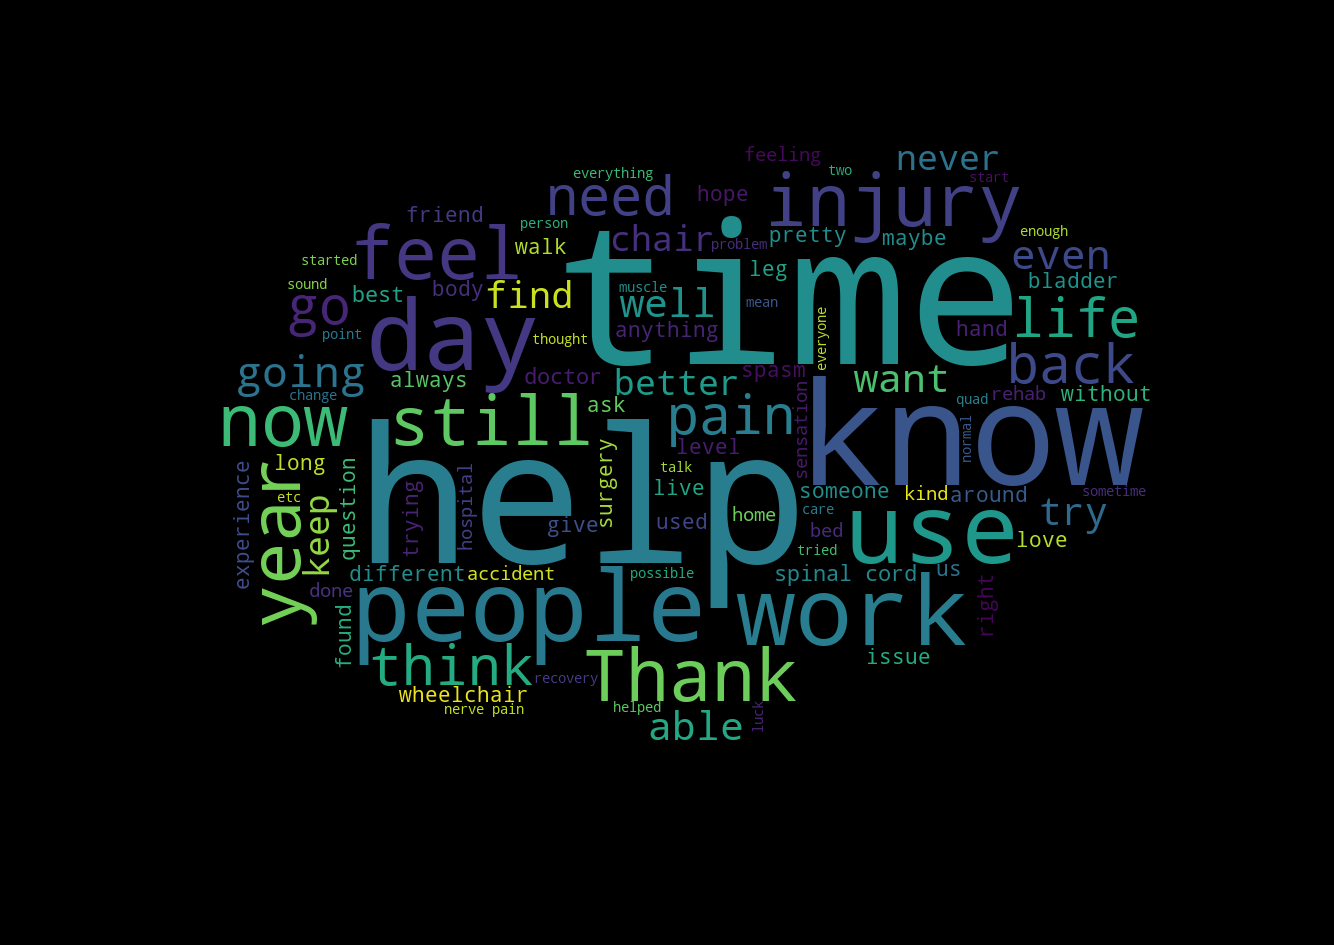 feeling
never
everything
two
start
need
hope
injury
friend
person
enough
feel
walk
chair
problem
pretty
maybe
even
started
time
leg
bladder
sound
best
body
find
muscle
well
mean
go
day
everyone
hand
life
point
thought
anything
going
always
doctor
better
spasm
want
back
change
quad
rehab
without
now
still
ask
pain
sensation
know
normal
long
level
surgery
talk
experience
etc
year
keep
question
trying
hospital
help
live
someone
kind
around
sometime
give
used
home
care
use
try
bed
tried
love
different
accident
possible
spinal cord
us
done
people
work
right
found
issue
think
Thank
recovery
wheelchair
nerve pain
helped
able
luck